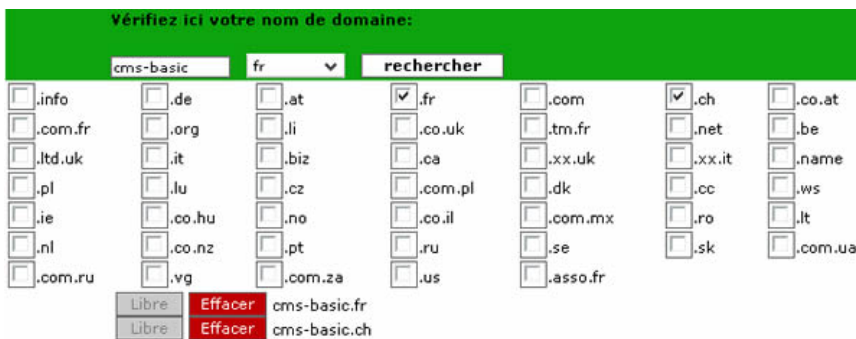 Vérifiez ici votre nom de domaine:
cms-basic fr rechercher
.info .de .at .fr .com .ch .co.at
.com.fr .org .li .co.uk .tm.fr .net .be
.ltd.uk .it .biz .ca .xx.uk .xx.it .name
.pl .lu .cz .com.pl .dk .cc .ws
.ie .co.hu .no .co.il .com.mx .ro .lt
.nl .co.nz .pt .ru .se .sk .com.ua
.com.ru .vg .com.za .us .asso.fr
Libre Effacer cms-basic.fr
Libre Effacer cms-basic.ch